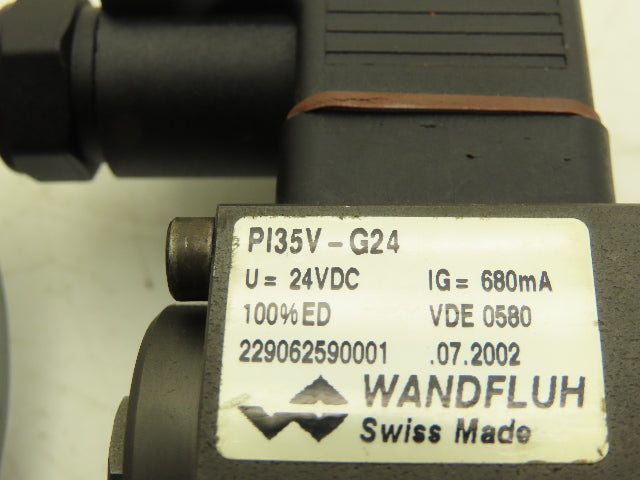 PI35V-G24
U= 24VDC IG= 680mA
100%ED VDE 0580
229062590001 .07.2002
WANDFLUH
Swiss Made